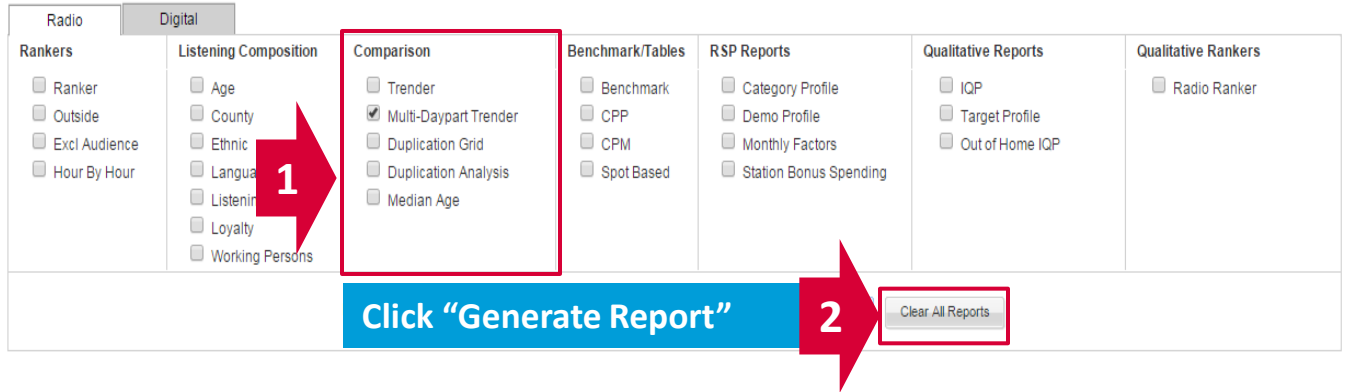 Radio
Digital
Rankers
Ranker
Outside
Excl Audience
Hour By Hour
Listening Composition
Age
County
Ethnic
Loyalty
Working Persons
Comparison
Trender
Multi-Daypart Trender
Duplication Grid
Duplication Analysis
Median Age
Benchmark/Tables
Benchmark
CPP
CPM
Spot Based
RSP Reports
Category Profile
Demo Profile
Monthly Factors
Station Bonus Spending
Qualitative Reports
IQP
Target Profile
Out of Home IQP
Qualitative Rankers
Radio Ranker
1
Click “Generate Report”
2
Clear All Reports